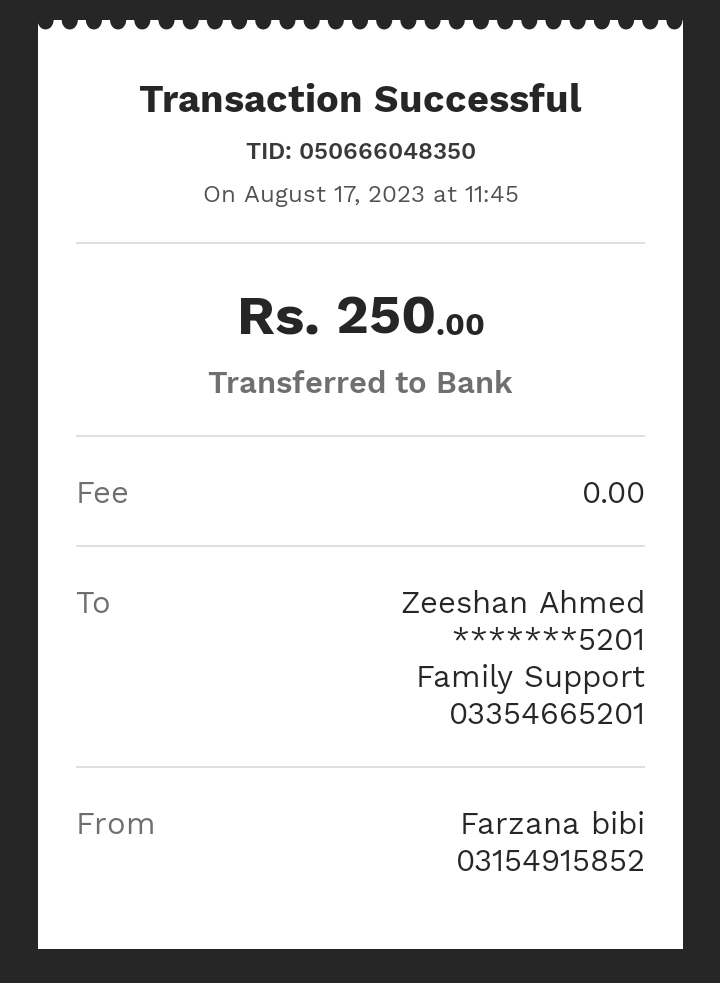 Transaction Successful
TID: 050666048350
On August 17, 2023 at 11:45
Rs. 250.00
Transferred to Bank
Fee 0.00
To Zeeshan Ahmed
*******5201
Family Support
03354665201
From Farzana bibi
03154915852